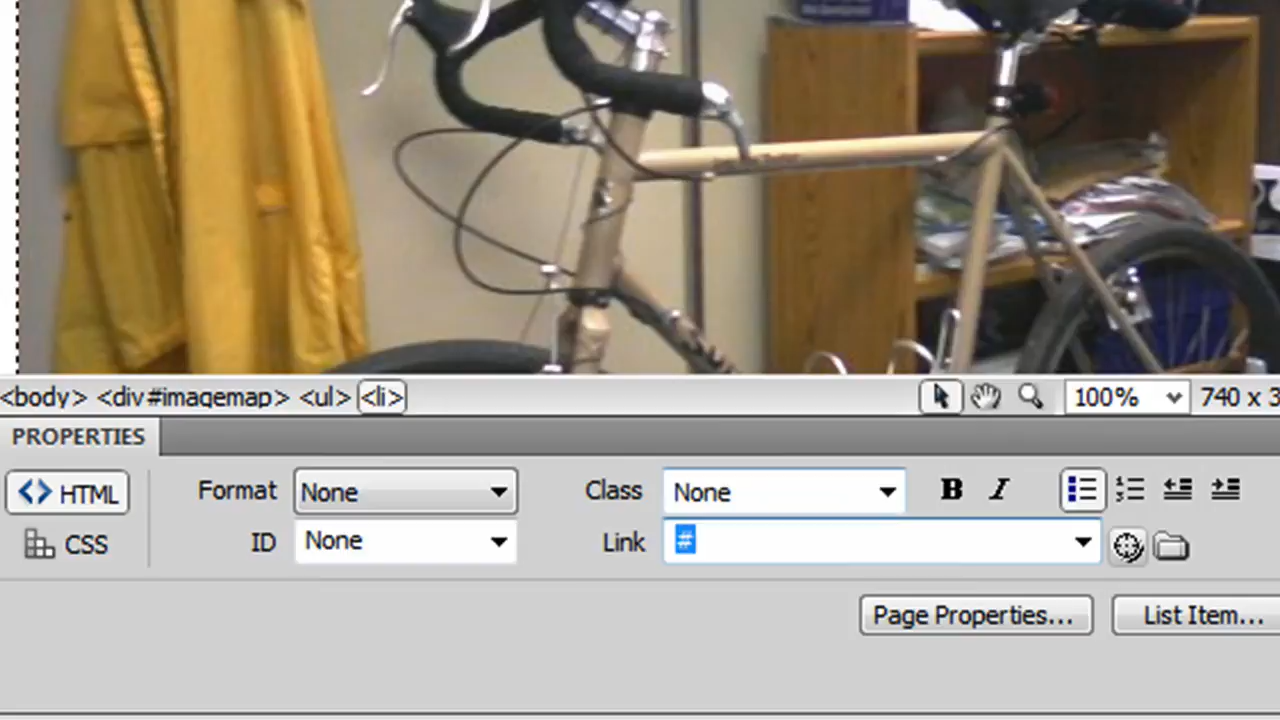 <body> <div#imagemap> <ul> <li> 100% 740 x 3
PROPERTIES
HTML Format None Class None B I
CSS ID None Link #
Page Properties... List Item...